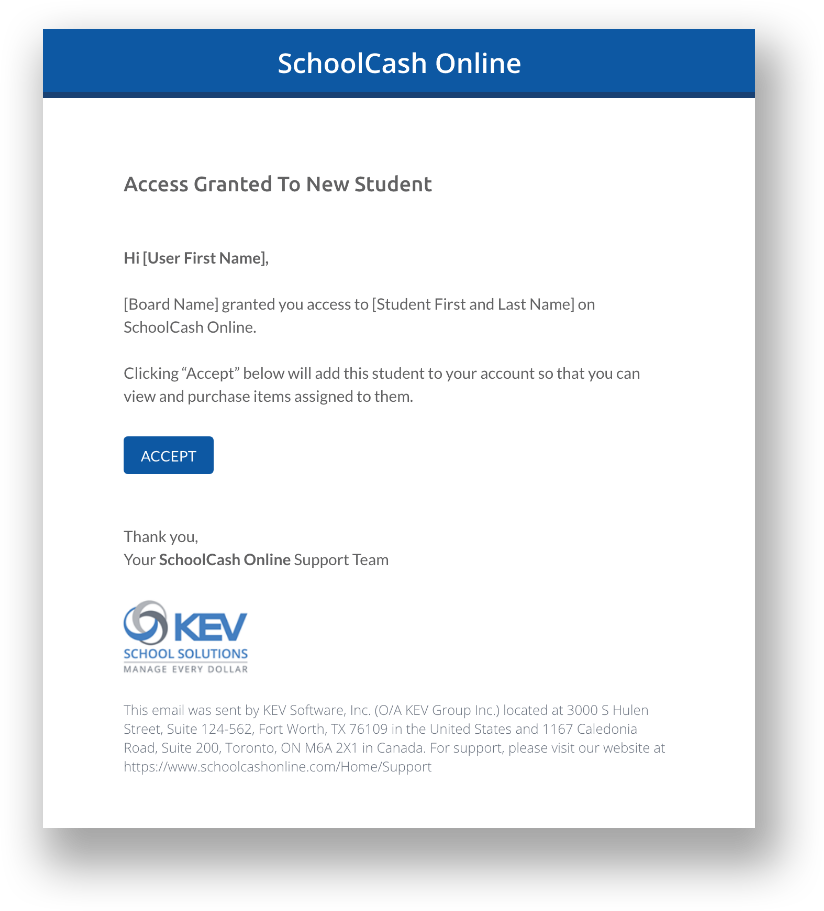 SchoolCash Online
Access Granted To New Student
Hi [User First Name],
[Board Name] granted you access to [Student First and Last Name] on
SchoolCash Online.
Clicking “Accept” below will add this student to your account so that you can
view and purchase items assigned to them.
ACCEPT
Thank you,
Your SchoolCash Online Support Team
KEV
SCHOOL SOLUTIONS
MANAGE EVERY DOLLAR
This email was sent by KEV Software, Inc. (O/A KEV Group Inc.) located at 3000 S Hulen
Street, Suite 124-562, Fort Worth, TX 76109 in the United States and 1167 Caledonia
Road, Suite 200, Toronto, ON M6A 2X1 in Canada. For support, please visit our website at
https://www.schoolcashonline.com/Home/Support